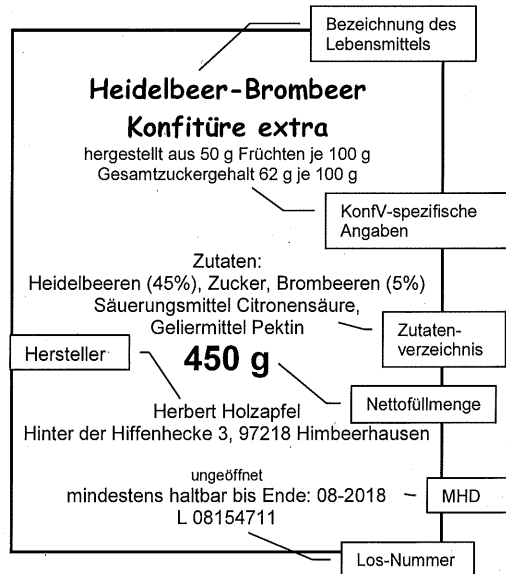 Bezeichnung des
Lebensmittels
Heidelbeer-Brombeer
Konfitüre extra
hergestellt aus 50 g Früchten je 100 g
Gesamtzuckergehalt 62 g je 100 g
KonfV-spezifische
Angaben
Zutaten:
Heidelbeeren (45%), Zucker, Brombeeren (5%)
Säuerungsmittel Citronensäure,
Geliermittel Pektin
Zutaten-
verzeichnis
Hersteller
450 g
Nettofüllmenge
Herbert Holzapfel
Hinter der Hiffenhecke 3, 97218 Himbeerhausen
ungeöffnet
mindestens haltbar bis Ende: 08-2018
MHD
L 08154711
Los-Nummer